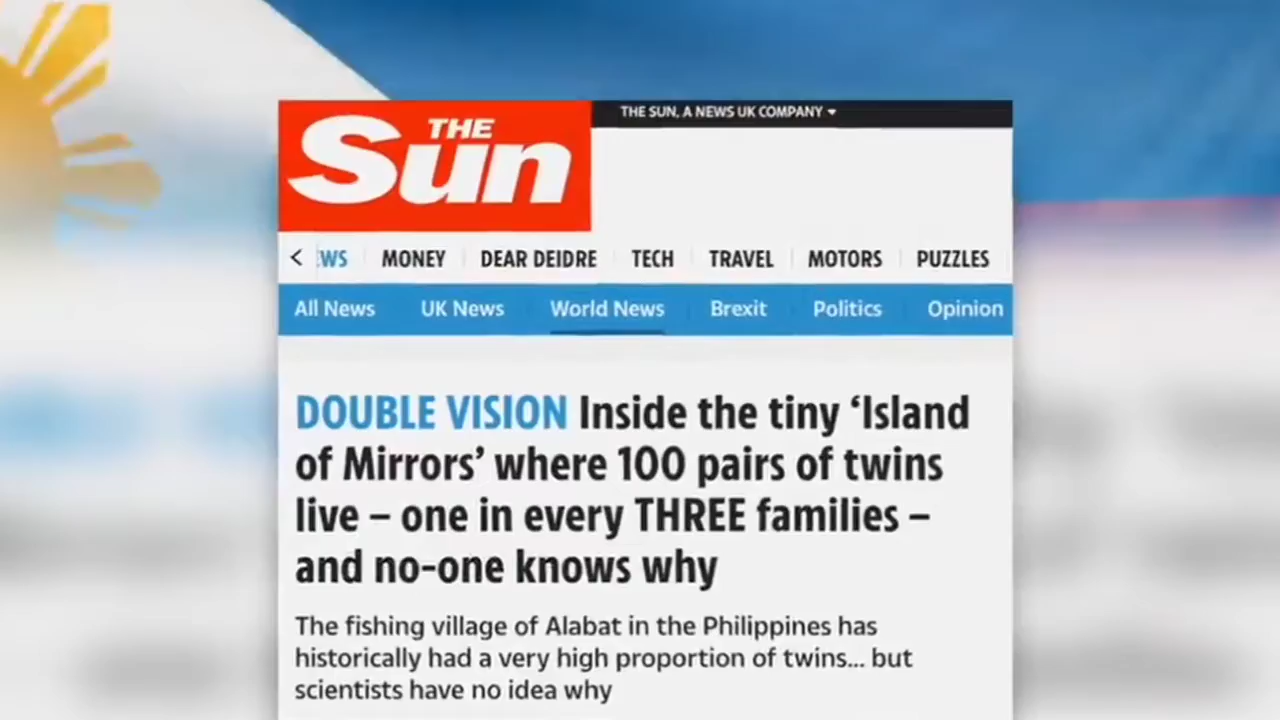 THE
Sun
THE SUN, A NEWS UK COMPANY
EWS MONEY DEAR DEIDRE TECH TRAVEL MOTORS PUZZLES
All News UK News World News Brexit Politics Opinion
DOUBLE VISION Inside the tiny ‘Island
of Mirrors’ where 100 pairs of twins
live – one in every THREE families –
and no-one knows why
The fishing village of Alabat in the Philippines has
historically had a very high proportion of twins... but
scientists have no idea why